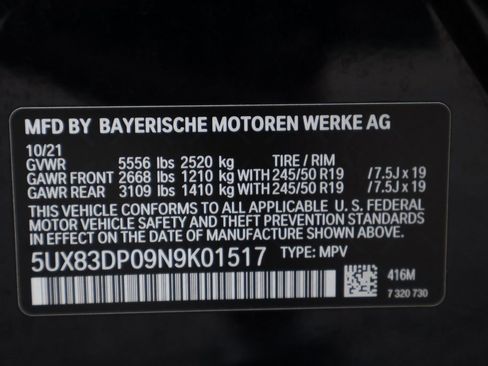 MFD BY BAYERISCHE MOTOREN WERKE AG
10/21
GVWR 5556 lbs 2520 kg TIRE / RIM
GAWR FRONT 2668 lbs 1210 kg WITH 245/50 R19 /7.5J x 19
GAWR REAR 3109 lbs 1410 kg WITH 245/50 R19 /7.5J x 19
THIS VEHICLE CONFORMS TO ALL APPLICABLE U. S. FEDERAL
MOTOR VEHICLE SAFETY AND THEFT PREVENTION STANDARDS
IN EFFECT ON THE DATE OF MANUFACTURE SHOWN ABOVE.
5UX83DP09N9K01517 TYPE: MPV
416M
7 320 730